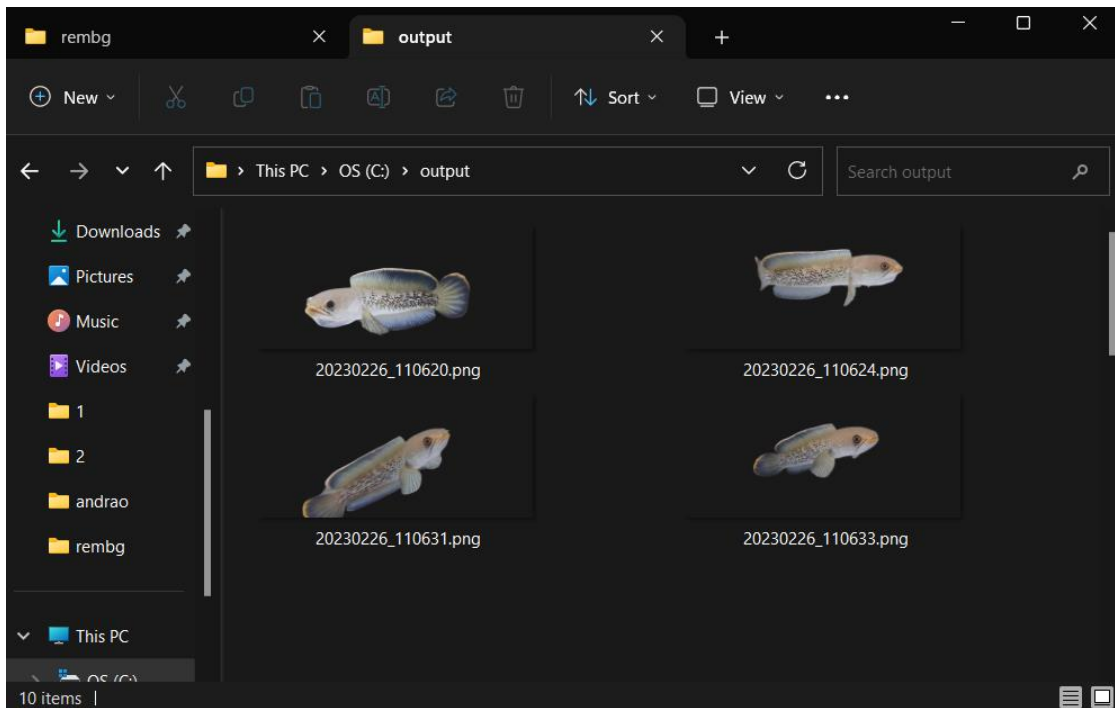 rembg
output
New
Sort
View
This PC
OS (C:)
output
Search output
Downloads
Pictures
Music
Videos
1
2
andrao
rembg
This PC
OS (C:)
20230226_110620.png
20230226_110624.png
20230226_110631.png
20230226_110633.png
10 items